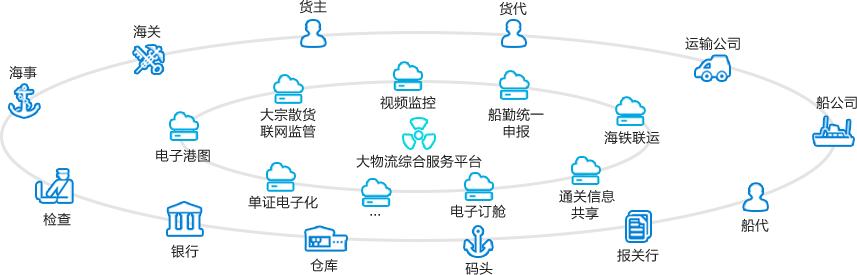 货主
货代
海关
运输公司
海事
船公司
视频监控
大宗散货
联网监管
船勤统一
申报
海铁联运
电子港图
大物流综合服务平台
单证电子化
...
电子订舱
通关信息
共享
检查
银行
仓库
码头
报关行
船代